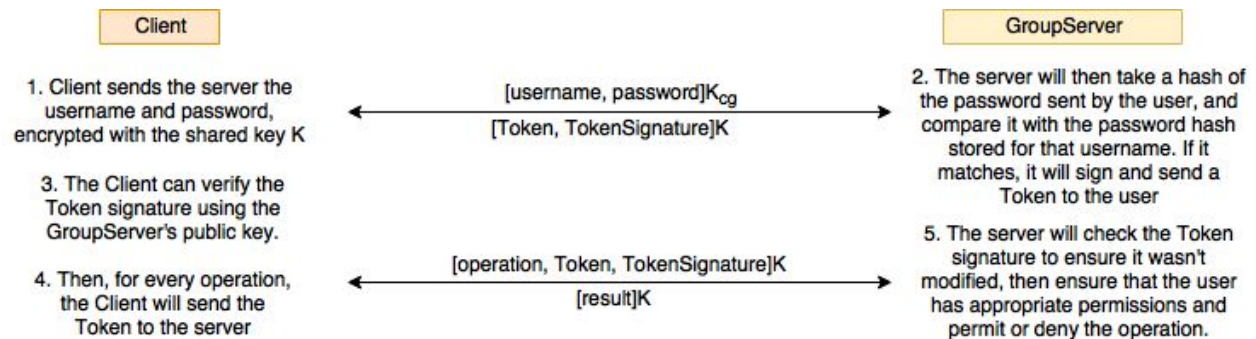 Client
GroupServer
1. Client sends the server the
username and password,
encrypted with the shared key K
[username, password]Kcg
[Token, TokenSignature]K
2. The server will then take a hash of
the password sent by the user, and
compare it with the password hash
stored for that username. If it
matches, it will sign and send a
Token to the user
3. The Client can verify the
Token signature using the
GroupServer's public key.
4. Then, for every operation,
the Client will send the
Token to the server
[operation, Token, TokenSignature]K
[result]K
5. The server will check the Token
signature to ensure it wasn't
modified, then ensure that the user
has appropriate permissions and
permit or deny the operation.